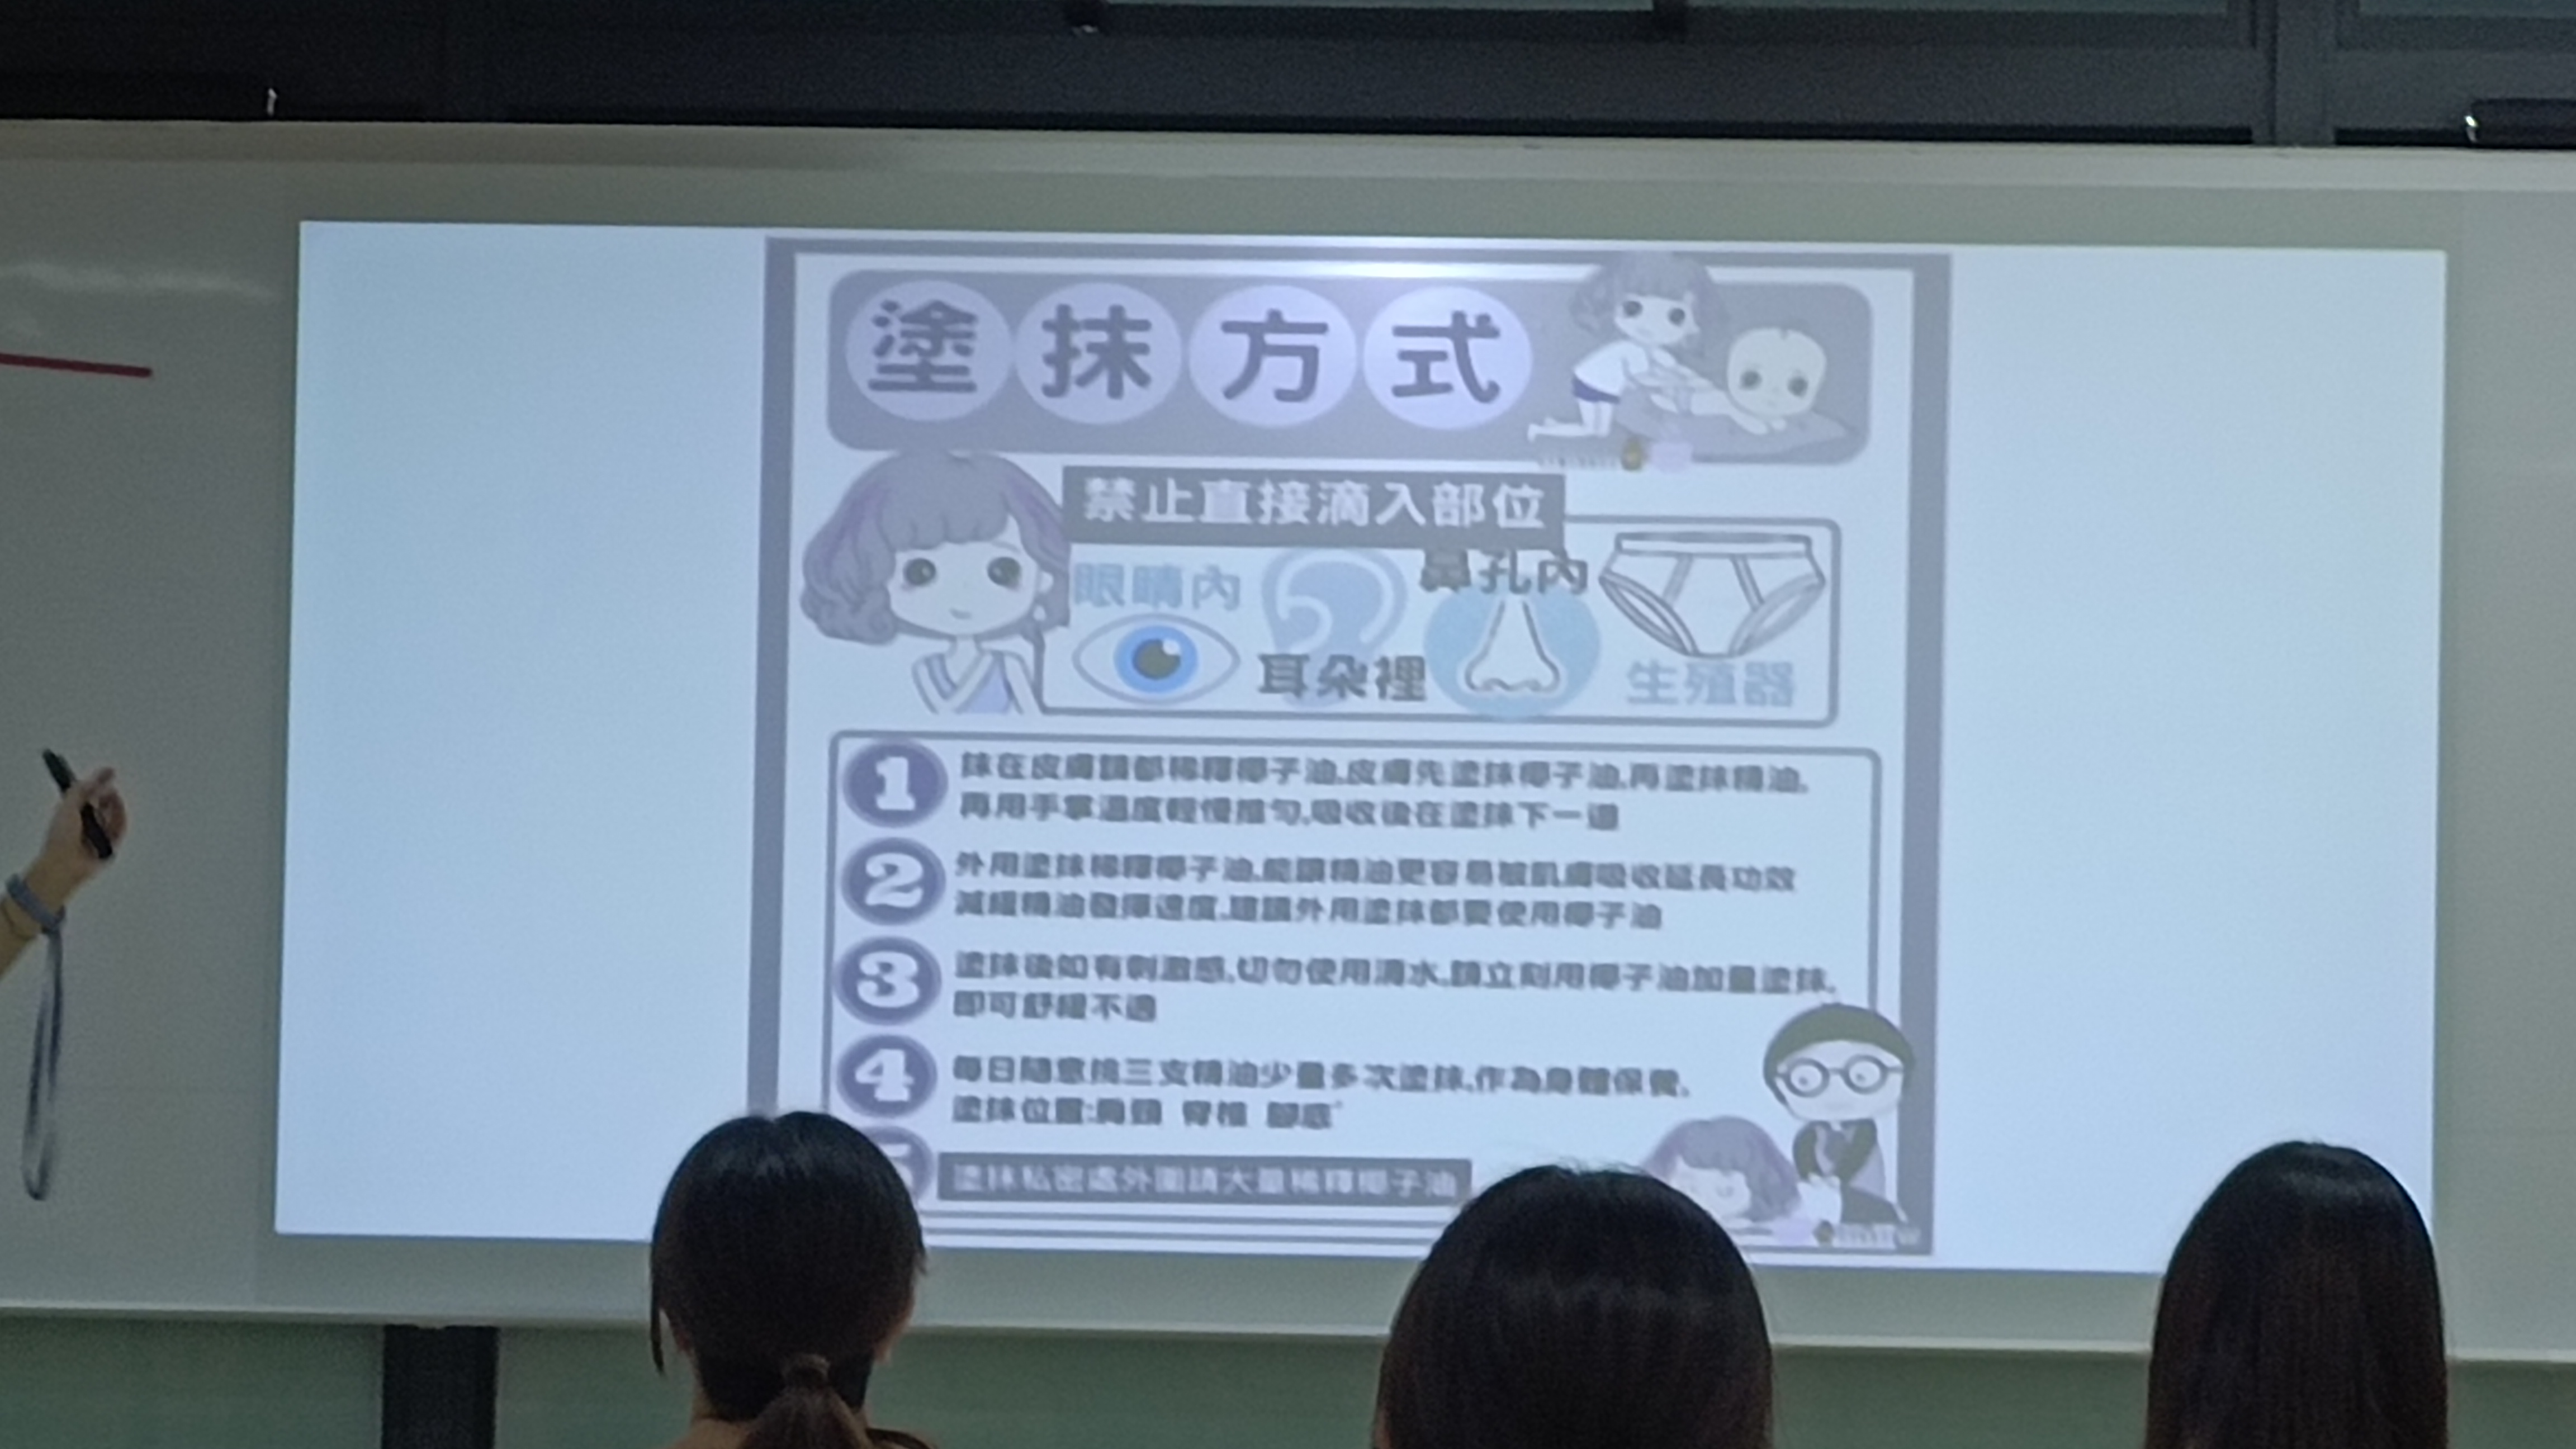 塗抹方式
禁止直接滴入部位
眼睛內
鼻孔內
耳朵裡
生殖器
1
抹在皮膚請都稀釋椰子油,皮膚先塗抹椰子油,再塗抹精油,
再用手掌溫度輕慢推勻,吸收後在塗抹下一邊
2
外用塗抹稀釋椰子油,能讓精油更容易被肌膚吸收延長功效
減緩精油發揮速度,建議外用塗抹都要使用椰子油
3
塗抹後如有刺激感,切勿使用清水,請立刻用椰子油加量塗抹,
即可舒緩不適
4
每日隨意挑三支精油少量多次塗抹,作為身體保養,
塗抹位置:肩頸 脊椎 腳底
5
塗抹私密處外圍請大量稀釋椰子油